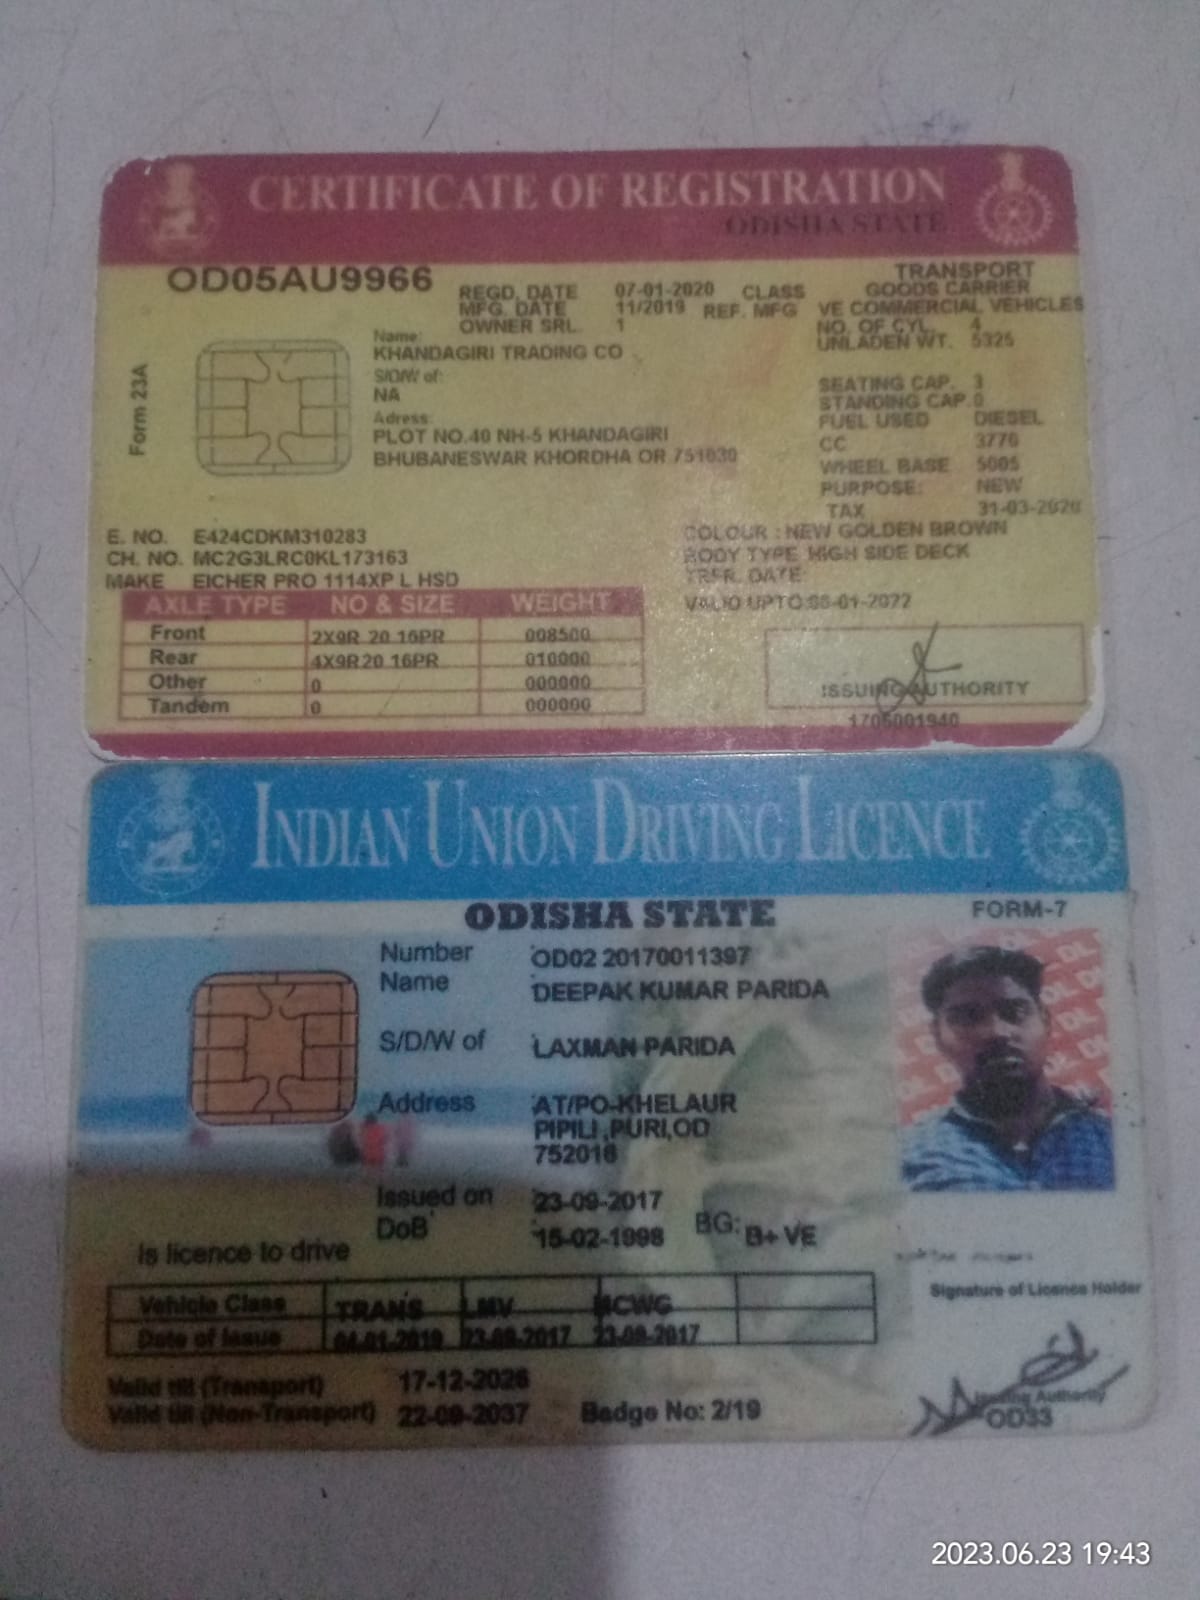 CERTIFICATE OF REGISTRATION
ODISHA STATE
OD05AU9966
REGD. DATE 07-01-2020 CLASS TRANSPORT GOODS CARRIER
MFG. DATE 11/2019 REF. MFG VE COMMERCIAL VEHICLES
OWNER SRL. 1
NO. OF CYL. 4
UNLADEN WT. 5325
Form 23A
Name:
KHANDAGIRI TRADING CO
S/D/W of:
NA
Adress:
PLOT NO.40 NH-5 KHANDAGIRI
BHUBANESWAR KHORDHA OR 751030
SEATING CAP. 3
STANDING CAP. 0
FUEL USED DIESEL
CC 3770
WHEEL BASE 5005
PURPOSE: NEW
TAX 31-03-2020
E. NO. E424CDKM310283
CH. NO. MC2G3LRC0KL173163
MAKE EICHER PRO 1114XP L HSD
COLOUR : NEW GOLDEN BROWN
BODY TYPE HIGH SIDE DECK
TRFR. DATE:
VALID UPTO 06-01-2022
AXLE TYPE NO & SIZE WEIGHT
Front 2X9R 20 16PR 008500
Rear 4X9R20 16PR 010000
Other 0 000000
Tandem 0 000000
ISSUING AUTHORITY
1705001940
INDIAN UNION DRIVING LICENCE
ODISHA STATE
FORM-7
Number OD02 20170011397
Name DEEPAK KUMAR PARIDA
S/D/W of LAXMAN PARIDA
Address AT/PO-KHELAUR
PIPILI ,PURI,OD
752016
Issued on 23-09-2017
DoB 15-02-1998 BG: B+ VE
Is licence to drive
Signature of Licence Holder
Vehicle Class TRANS LMV MCWG
Date of Issue 04-01-2019 23-09-2017 23-09-2017
Valid till (Transport) 17-12-2026
Valid till (Non-Transport) 22-09-2037 Badge No: 2/19
Issuing Authority
OD33
2023.06.23 19:43